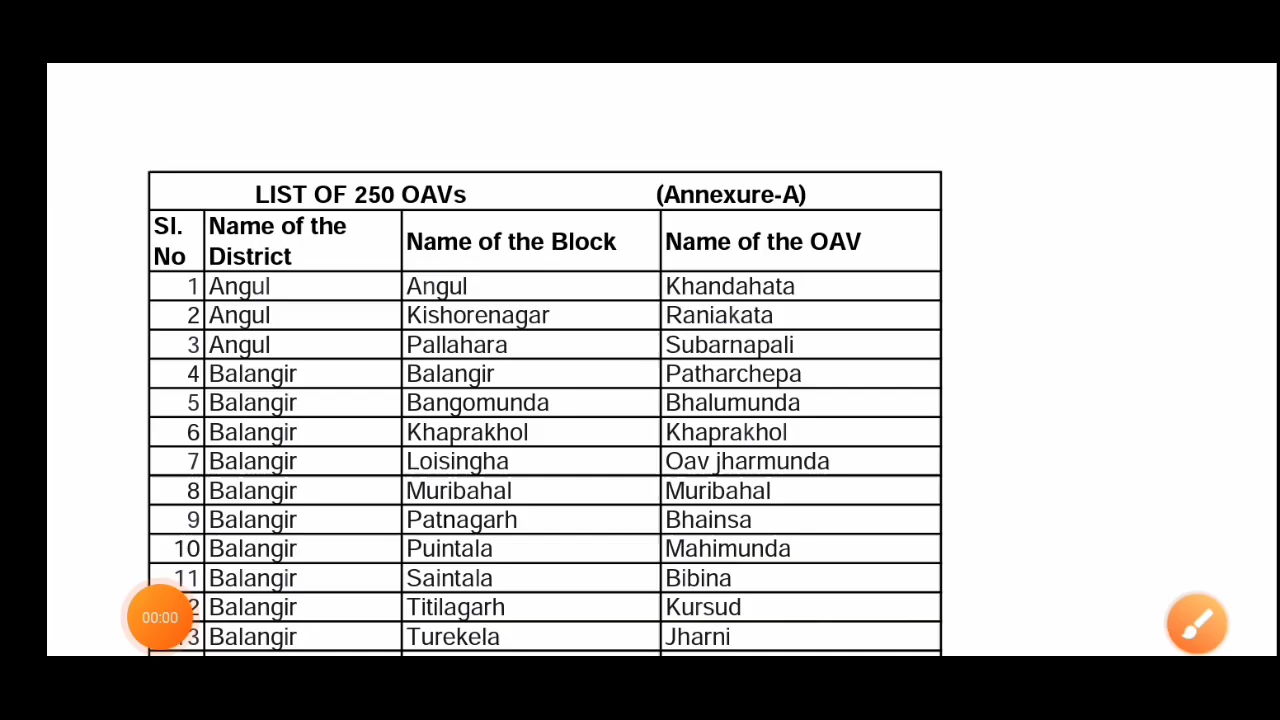 LIST OF 250 OAVs (Annexure-A)
Sl. No Name of the District Name of the Block Name of the OAV
1 Angul Angul Khandahata
2 Angul Kishorenagar Raniakata
3 Angul Pallahara Subarnapali
4 Balangir Balangir Patharchepa
5 Balangir Bangomunda Bhalumunda
6 Balangir Khaprakhol Khaprakhol
7 Balangir Loisingha Oav jharmunda
8 Balangir Muribahal Muribahal
9 Balangir Patnagarh Bhainsa
10 Balangir Puintala Mahimunda
11 Balangir Saintala Bibina
2 Balangir Titilagarh Kursud
3 Balangir Turekela Jharni
00:00